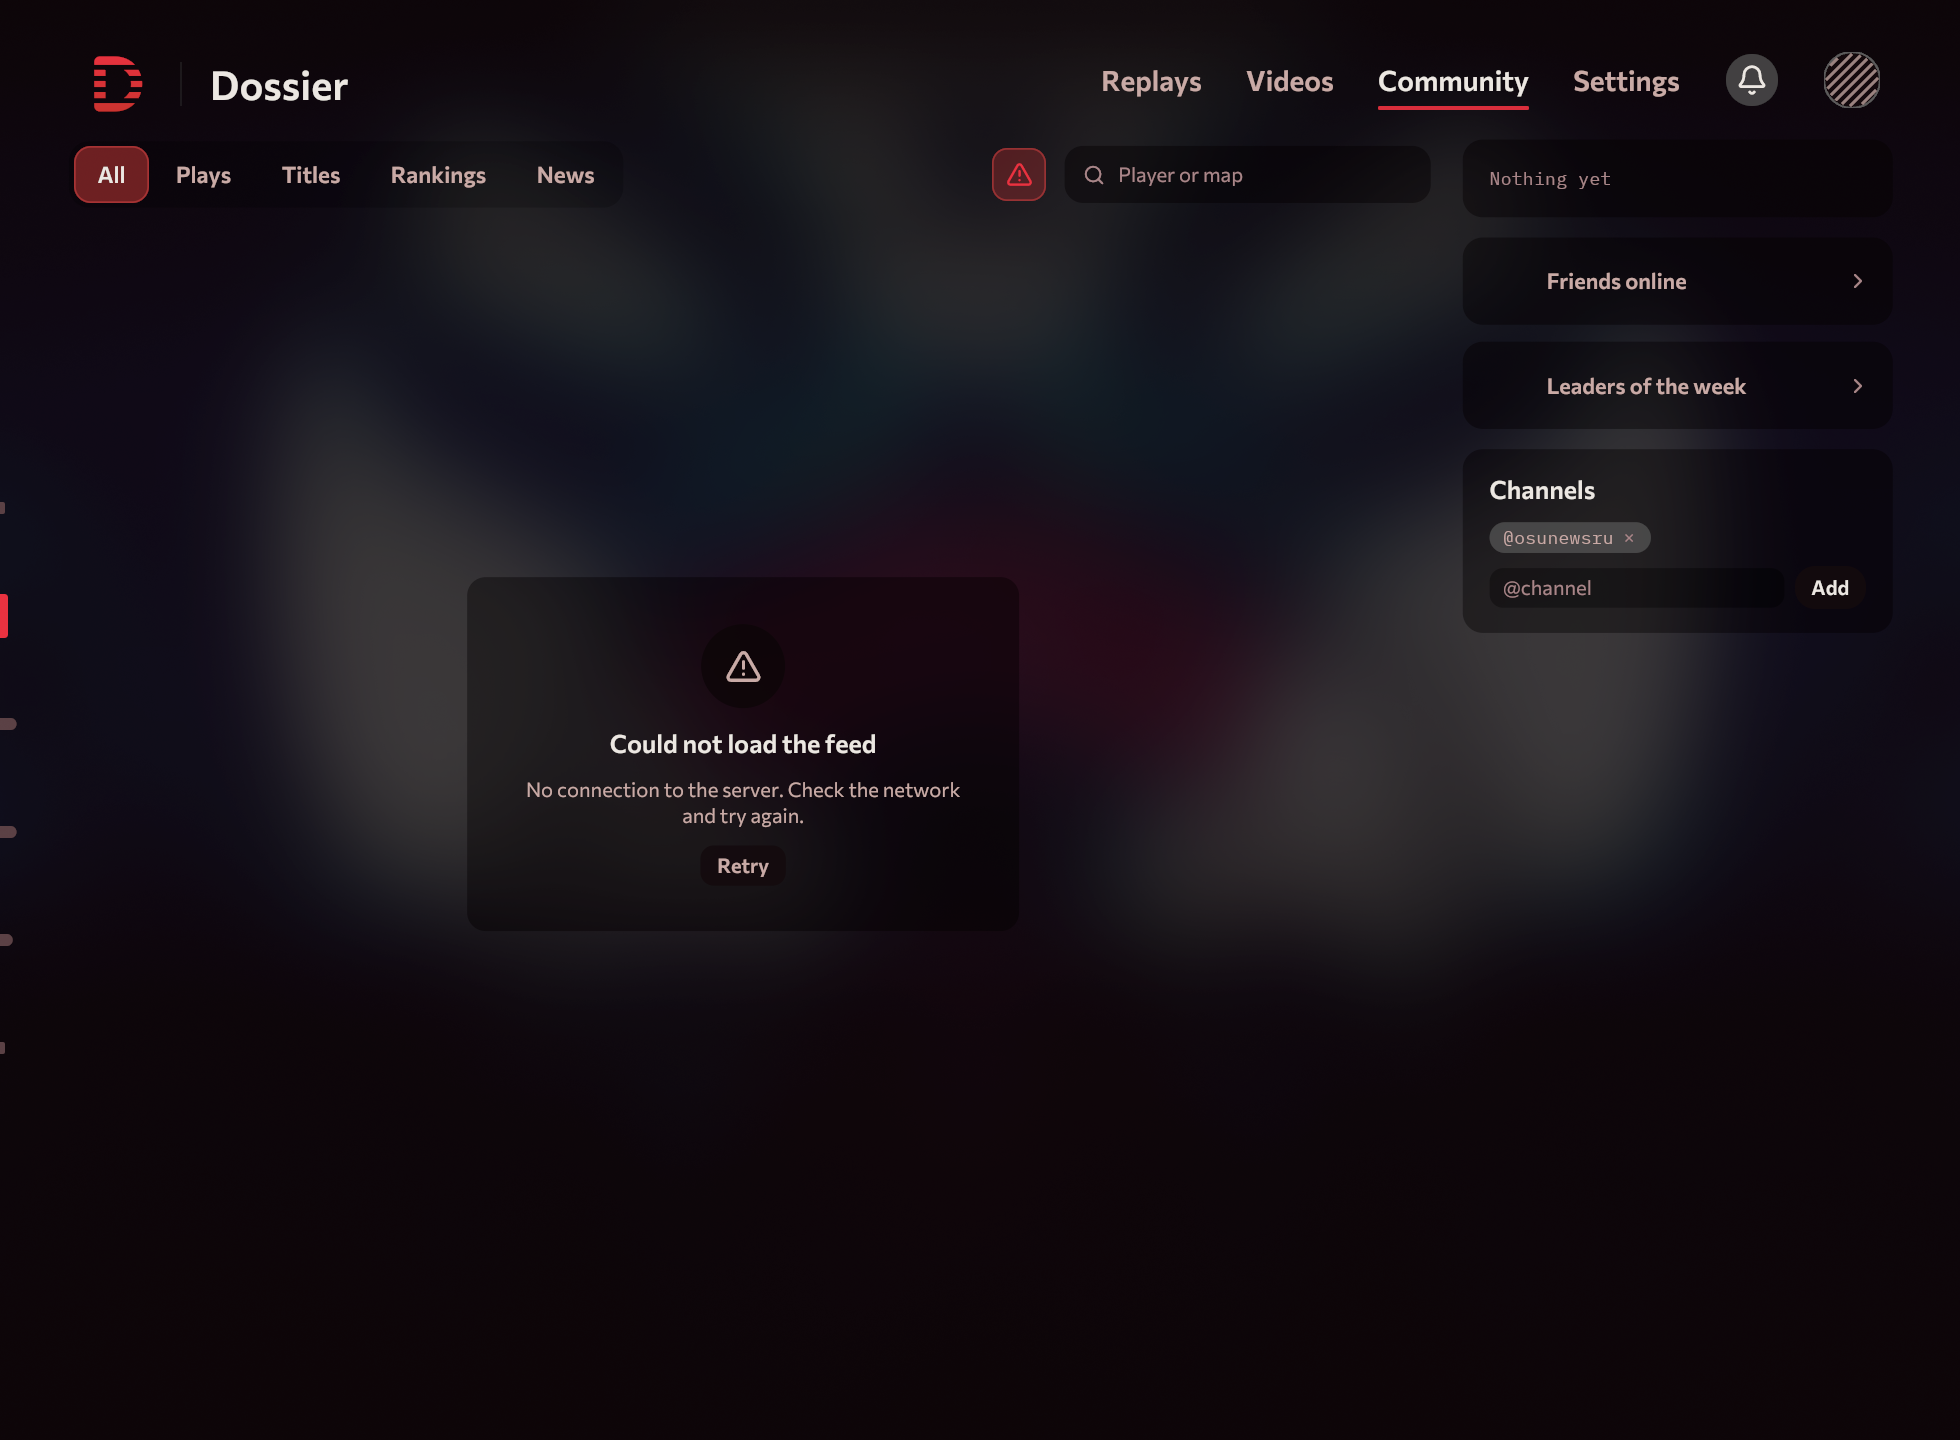 Dossier
Replays
Videos
Community
Settings
All
Plays
Titles
Rankings
News
Player or map
Nothing yet
Friends online
Leaders of the week
Channels
@osunewsru ×
@channel
Add
Could not load the feed
No connection to the server. Check the network
and try again.
Retry